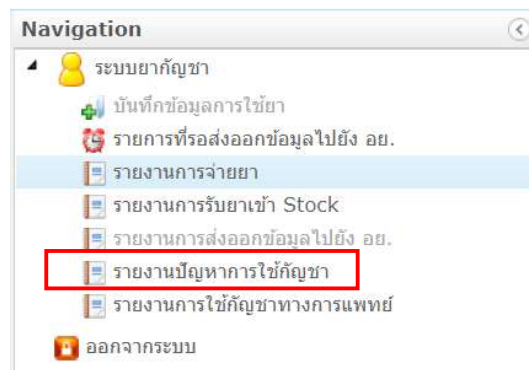 Navigation
ระบบยากัญชา
บันทึกข้อมูลการใช้ยา
รายการที่รอส่งออกข้อมูลไปยัง อย.
รายงานการจ่ายยา
รายงานการรับยาเข้า Stock
รายงานการส่งออกข้อมูลไปยัง อย.
รายงานปัญหาการใช้กัญชา
รายงานการใช้กัญชาทางการแพทย์
ออกจากระบบ